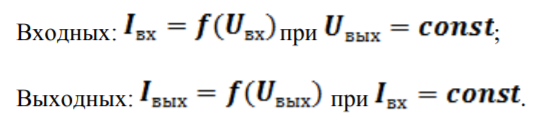 Входных: Iвх = f(Uвх) при Uвых = const;
Выходных: Iвых = f(Uвых) при Iвх = const.